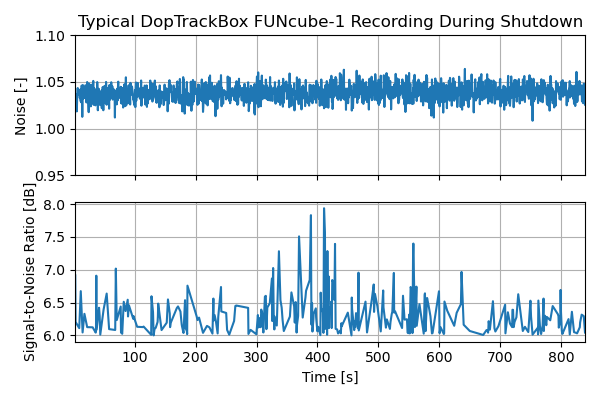 Typical DopTrackBox FUNcube-1 Recording During Shutdown
1.10
1.05
1.00
0.95
Noise [-]
8.0
7.5
7.0
6.5
6.0
Signal-to-Noise Ratio [dB]
100 200 300 400 500 600 700 800
Time [s]